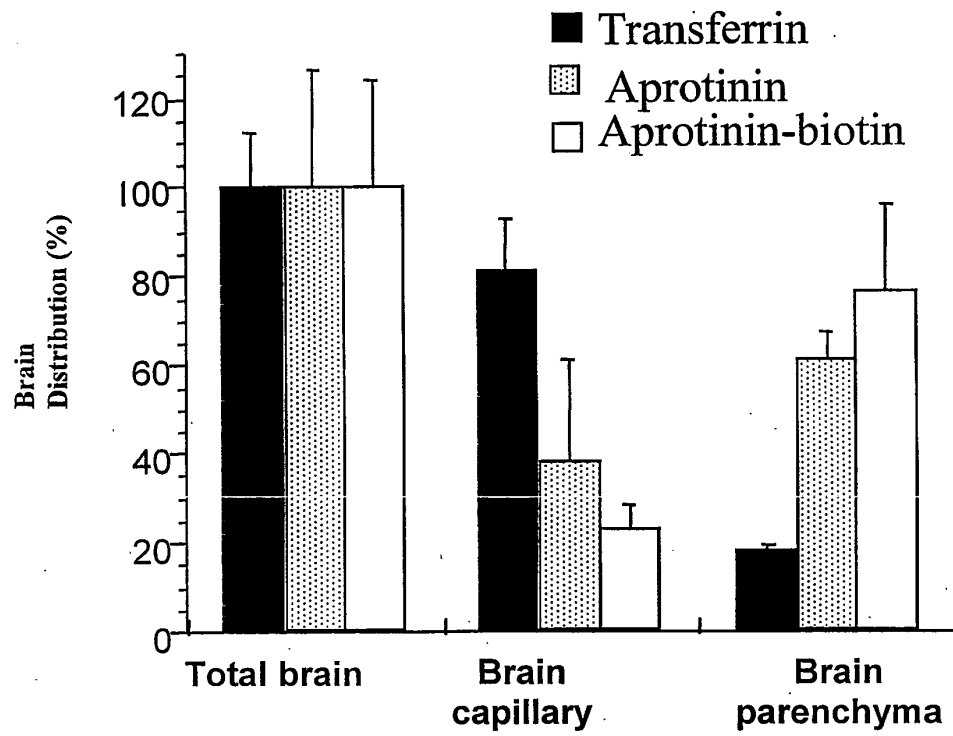 Transferrin
Aprotinin
Aprotinin-biotin
Brain
Distribution (%)
120
100
80
60
40
20
0
Total brain
Brain
capillary
Brain
parenchyma